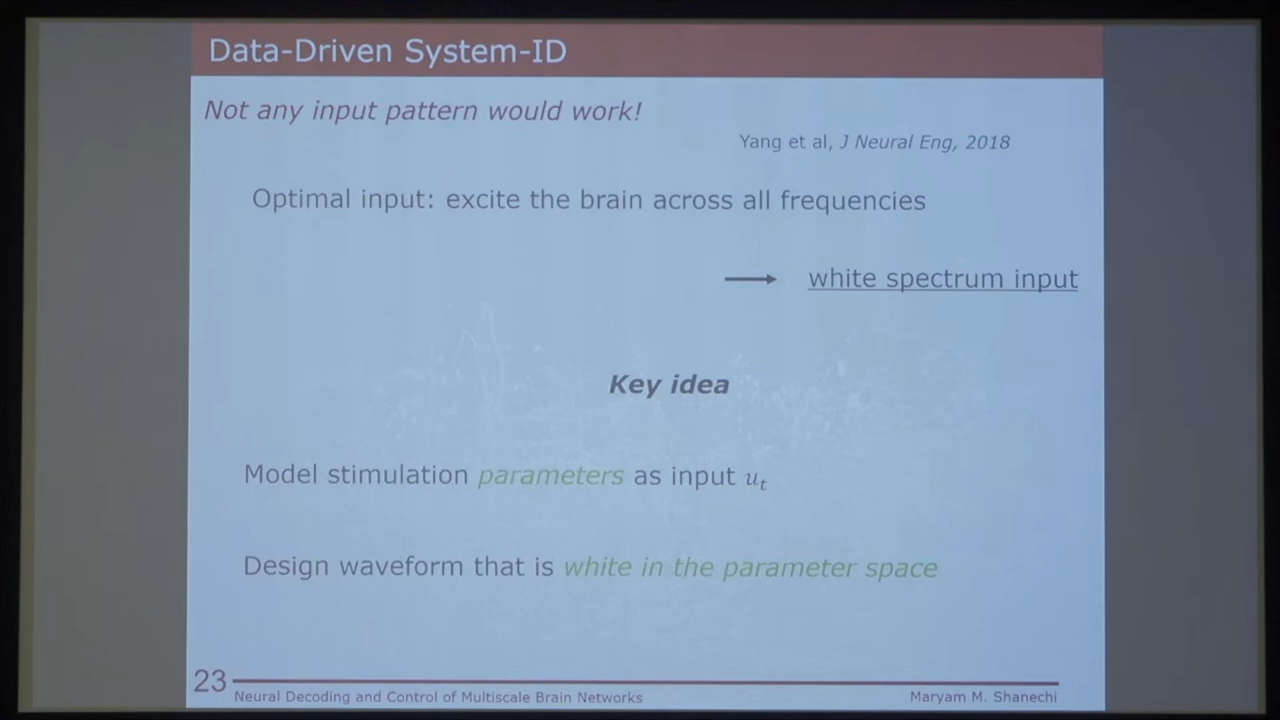 Data-Driven System-ID
Not any input pattern would work!
Yang et al, J Neural Eng, 2018
Optimal input: excite the brain across all frequencies
white spectrum input
Key idea
Model stimulation parameters as input uₜ
Design waveform that is white in the parameter space
23
Neural Decoding and Control of Multiscale Brain Networks
Maryam M. Shanechi